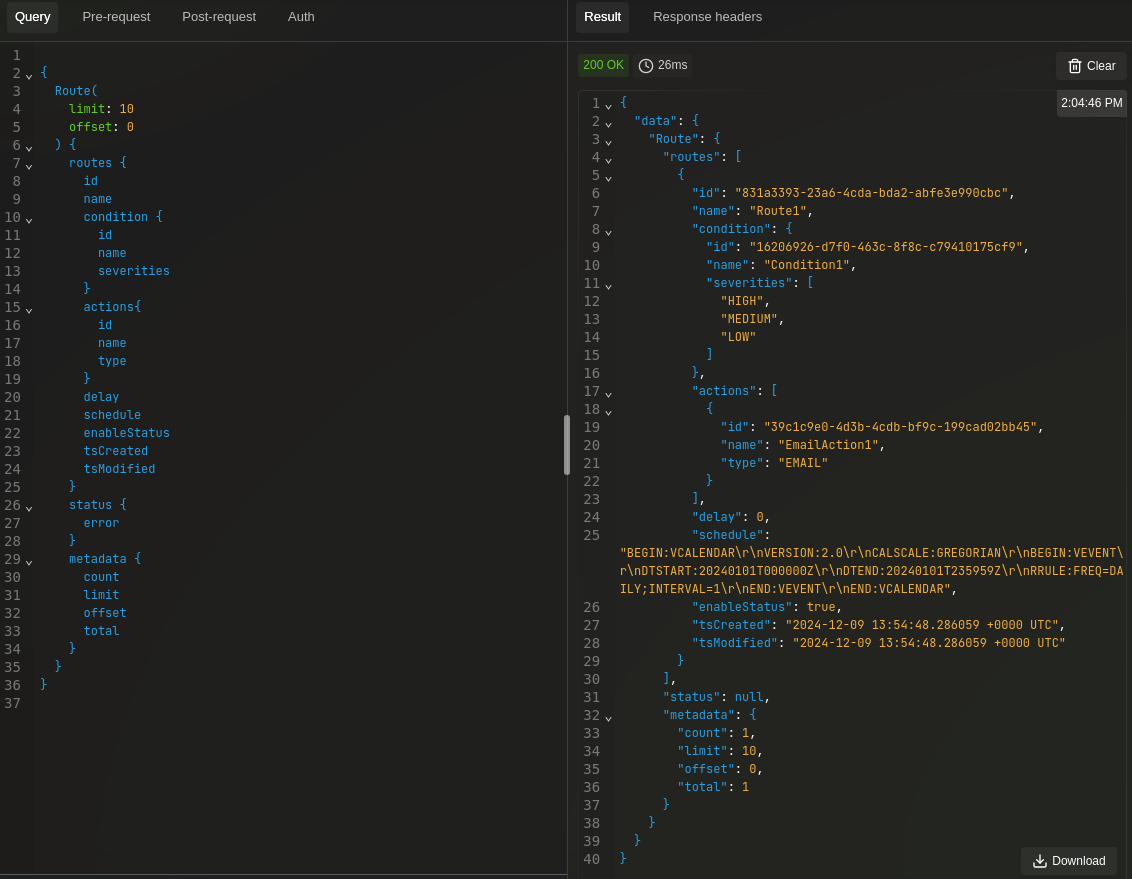 Query Pre-request Post-request Auth
1
2 {
3 Route(
4 limit: 10
5 offset: 0
6 ) {
7 routes {
8 id
9 name
10 condition {
11 id
12 name
13 severities
14 }
15 actions{
16 id
17 name
18 type
19 }
20 delay
21 schedule
22 enableStatus
23 tsCreated
24 tsModified
25 }
26 status {
27 error
28 }
29 metadata {
30 count
31 limit
32 offset
33 total
34 }
35 }
36 }
37
Result Response headers
200 OK 26ms Clear
2:04:46 PM
1 {
2 "data": {
3 "Route": {
4 "routes": [
5 {
6 "id": "831a3393-23a6-4cda-bda2-abfe3e990cbc",
7 "name": "Route1",
8 "condition": {
9 "id": "16206926-d7f0-463c-8f8c-c79410175cf9",
10 "name": "Condition1",
11 "severities": [
12 "HIGH",
13 "MEDIUM",
14 "LOW"
15 ]
16 },
17 "actions": [
18 {
19 "id": "39c1c9e0-4d3b-4cdb-bf9c-199cad02bb45",
20 "name": "EmailAction1",
21 "type": "EMAIL"
22 }
23 ],
24 "delay": 0,
25 "schedule":
"BEGIN:VCALENDAR\r\nVERSION:2.0\r\nCALSCALE:GREGORIAN\r\nBEGIN:VEVENT\
r\nDTSTART:20240101T000000Z\r\nDTEND:20240101T235959Z\r\nRRULE:FREQ=DA
ILY;INTERVAL=1\r\nEND:VEVENT\r\nEND:VCALENDAR",
26 "enableStatus": true,
27 "tsCreated": "2024-12-09 13:54:48.286059 +0000 UTC",
28 "tsModified": "2024-12-09 13:54:48.286059 +0000 UTC"
29 }
30 ],
31 "status": null,
32 "metadata": {
33 "count": 1,
34 "limit": 10,
35 "offset": 0,
36 "total": 1
37 }
38 }
39 }
40 }
Download